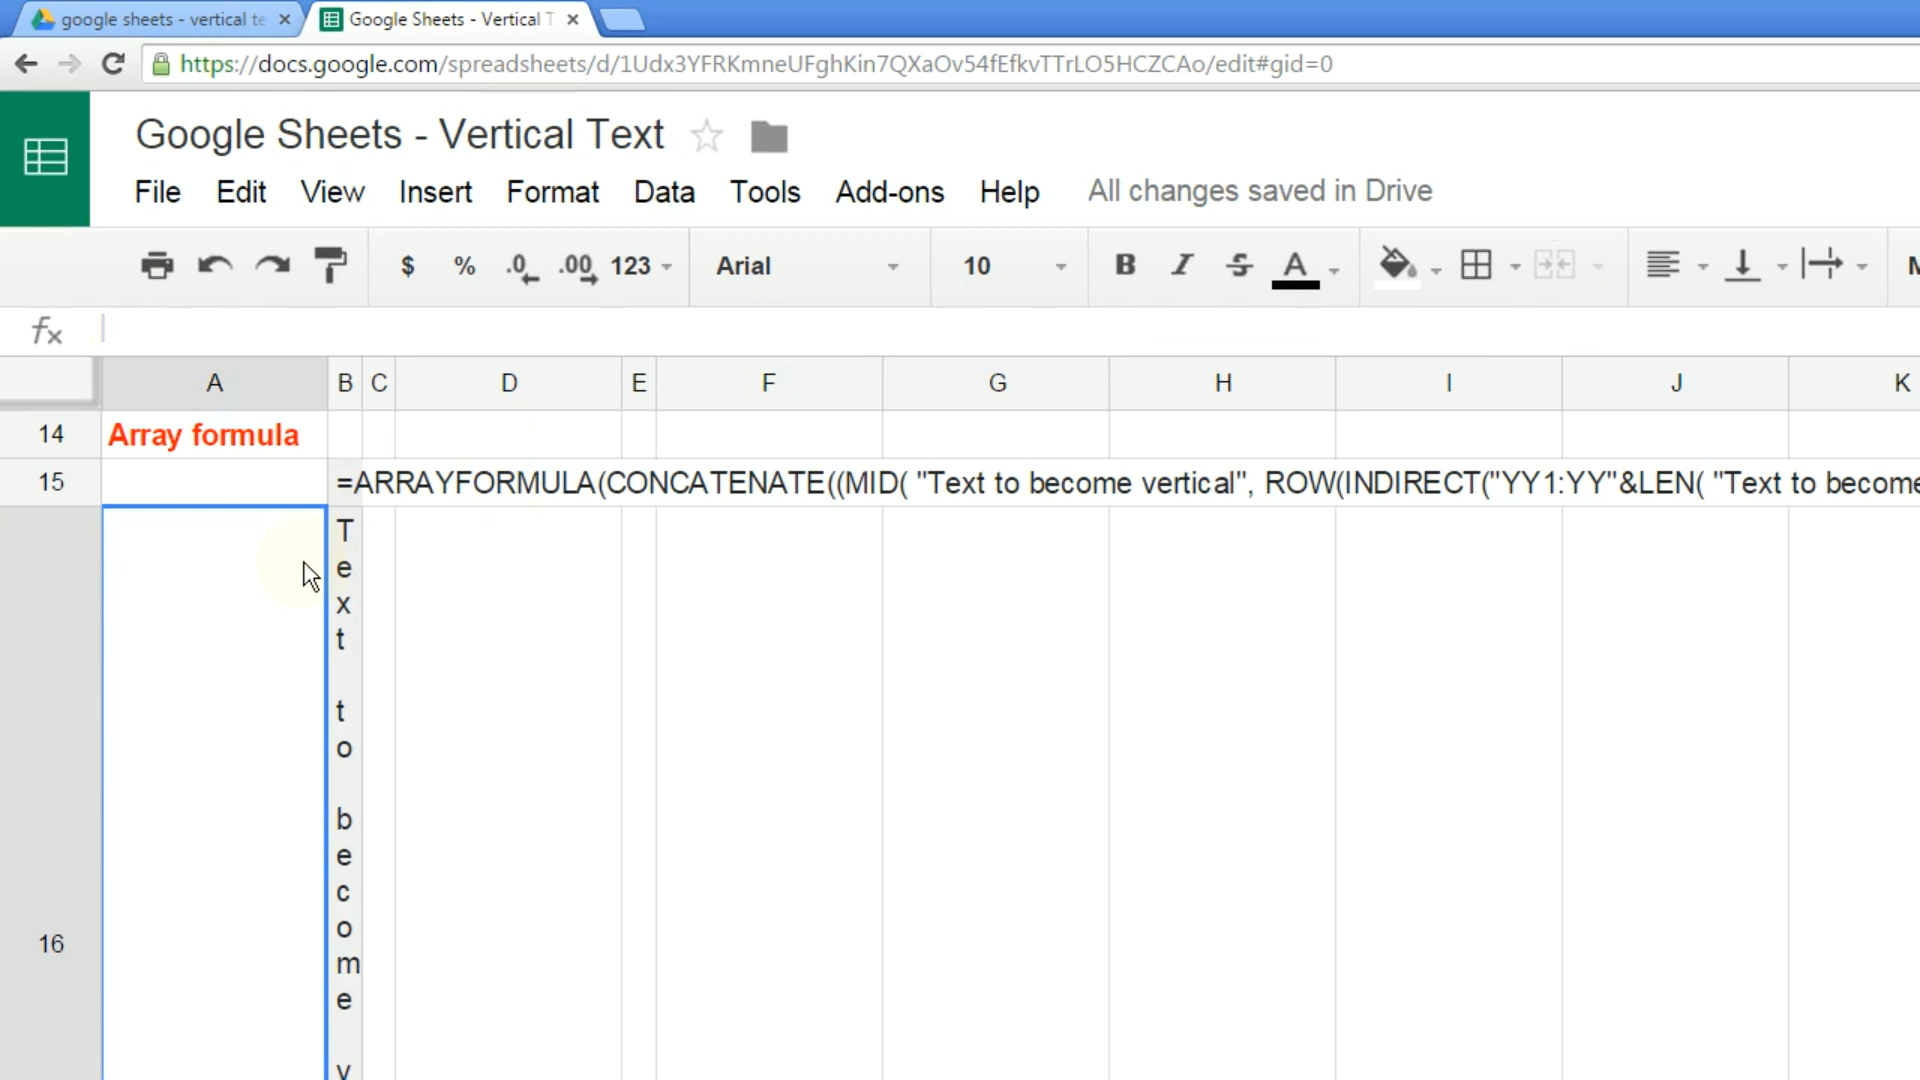 google sheets - vertical te
Google Sheets - Vertical T
https://docs.google.com/spreadsheets/d/1Udx3YFRKmneUFghKin7QXaOv54fEfkvTTrLO5HCZCAo/edit#gid=0
Google Sheets - Vertical Text
File Edit View Insert Format Data Tools Add-ons Help All changes saved in Drive
$ % .0 .00 123 Arial 10 B I S A
fx
A B C D E F G H I J K
14 Array formula
15 =ARRAYFORMULA(CONCATENATE((MID( "Text to become vertical", ROW(INDIRECT("YY1:YY"&LEN( "Text to become
16
T
e
x
t
t
o
b
e
c
o
m
e
v